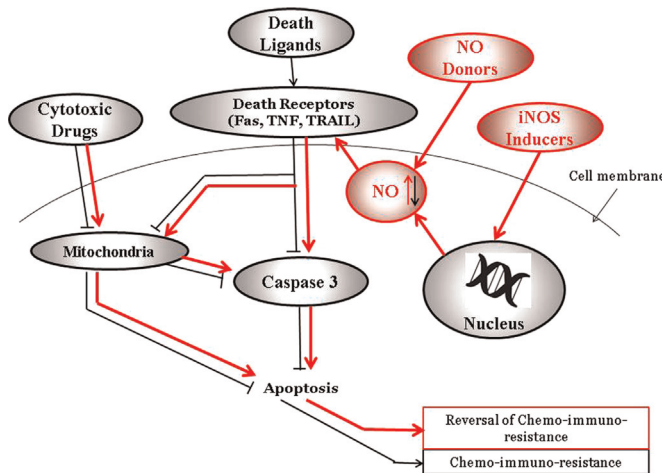 Death
Ligands
NO
Donors
Cytotoxic
Drugs
Death Receptors
(Fas, TNF, TRAIL)
iNOS
Inducers
NO
Cell membrane
Mitochondria
Caspase 3
Nucleus
Apoptosis
Reversal of Chemo-immuno-
resistance
Chemo-immuno-resistance